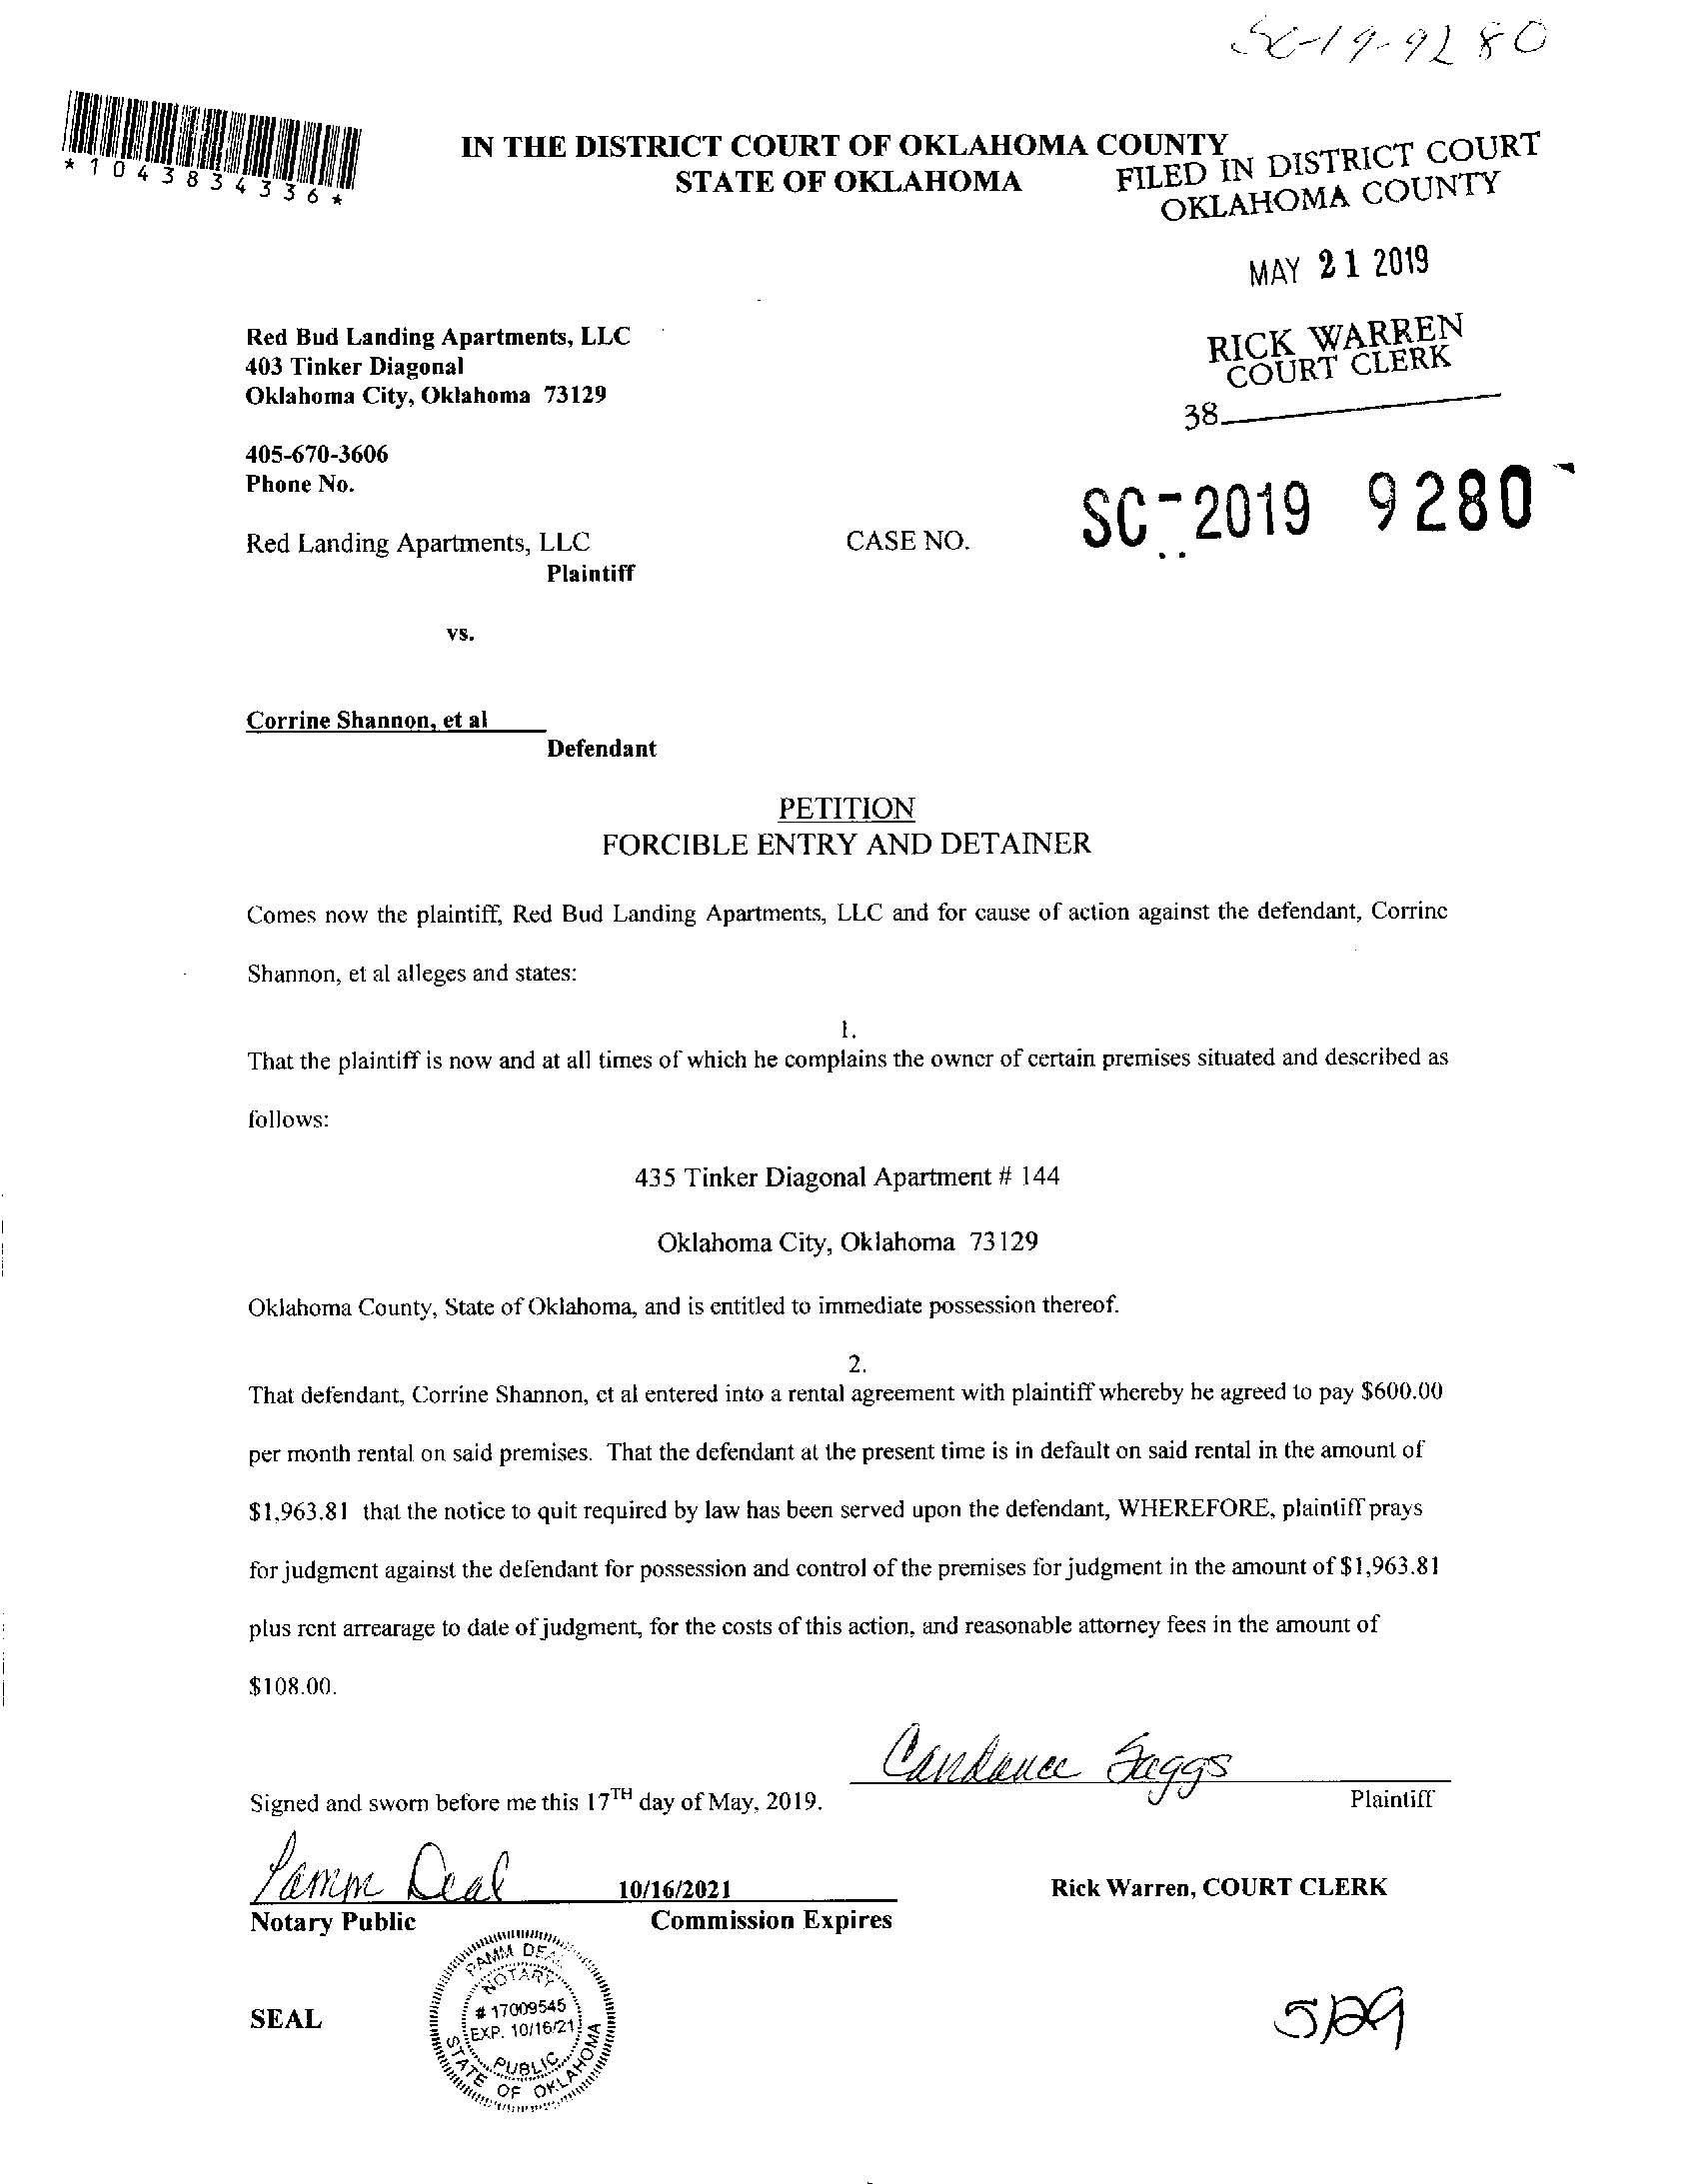 SC-19-9280
*1043834336*
IN THE DISTRICT COURT OF OKLAHOMA COUNTY
STATE OF OKLAHOMA
FILED IN DISTRICT COURT
OKLAHOMA COUNTY
MAY 21 2019
RICK WARREN
COURT CLERK
38
Red Bud Landing Apartments, LLC
403 Tinker Diagonal
Oklahoma City, Oklahoma 73129
405-670-3606
Phone No.
Red Landing Apartments, LLC
Plaintiff
CASE NO.
SC-2019 9280
vs.
Corrine Shannon, et al
Defendant
PETITION
FORCIBLE ENTRY AND DETAINER
Comes now the plaintiff, Red Bud Landing Apartments, LLC and for cause of action against the defendant, Corrine
Shannon, et al alleges and states:
1.
That the plaintiff is now and at all times of which he complains the owner of certain premises situated and described as
follows:
435 Tinker Diagonal Apartment # 144
Oklahoma City, Oklahoma 73129
Oklahoma County, State of Oklahoma, and is entitled to immediate possession thereof.
2.
That defendant, Corrine Shannon, et al entered into a rental agreement with plaintiff whereby he agreed to pay $600.00
per month rental on said premises. That the defendant at the present time is in default on said rental in the amount of
$1,963.81 that the notice to quit required by law has been served upon the defendant, WHEREFORE, plaintiff prays
for judgment against the defendant for possession and control of the premises for judgment in the amount of $1,963.81
plus rent arrearage to date of judgment, for the costs of this action, and reasonable attorney fees in the amount of
$108.00.
Candance Saggs
Signed and sworn before me this 17TH day of May, 2019.
Plaintiff
Pamm Deal
10/16/2021
Rick Warren, COURT CLERK
Notary Public
Commission Expires
SEAL
PAMM DEAL
NOTARY
# 17009545
EXP. 10/16/21
PUBLIC
STATE OF OKLAHOMA
5/29